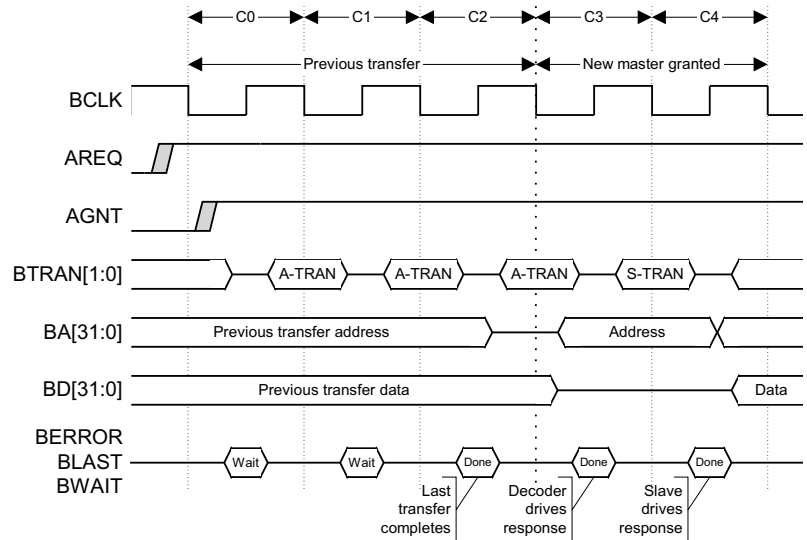 C0 C1 C2 C3 C4
Previous transfer New master granted
BCLK
AREQ
AGNT
BTRAN[1:0] A-TRAN A-TRAN A-TRAN S-TRAN
BA[31:0] Previous transfer address Address
BD[31:0] Previous transfer data Data
BERROR
BLAST Wait Wait Done Done Done
BWAIT
Last Decoder Slave
transfer drives drives
completes response response